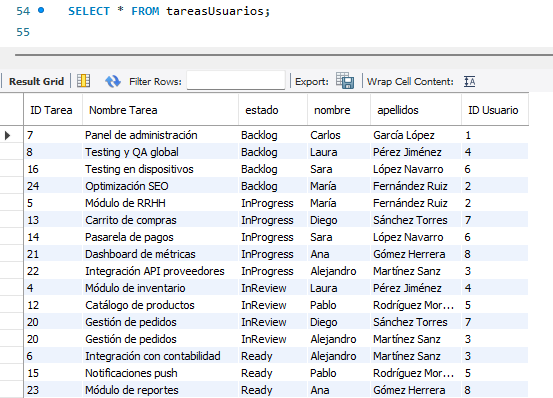 54 SELECT * FROM tareasUsuarios;
55
Result Grid Filter Rows: Export: Wrap Cell Content:
ID Tarea Nombre Tarea estado nombre apellidos ID Usuario
7 Panel de administración Backlog Carlos García López 1
8 Testing y QA global Backlog Laura Pérez Jiménez 4
16 Testing en dispositivos Backlog Sara López Navarro 6
24 Optimización SEO Backlog María Fernández Ruiz 2
5 Módulo de RRHH InProgress María Fernández Ruiz 2
13 Carrito de compras InProgress Diego Sánchez Torres 7
14 Pasarela de pagos InProgress Sara López Navarro 6
21 Dashboard de métricas InProgress Ana Gómez Herrera 8
22 Integración API proveedores InProgress Alejandro Martínez Sanz 3
4 Módulo de inventario InReview Laura Pérez Jiménez 4
12 Catálogo de productos InReview Pablo Rodríguez Mor... 5
20 Gestión de pedidos InReview Diego Sánchez Torres 7
20 Gestión de pedidos InReview Alejandro Martínez Sanz 3
6 Integración con contabilidad Ready Alejandro Martínez Sanz 3
15 Notificaciones push Ready Pablo Rodríguez Mor... 5
23 Módulo de reportes Ready Ana Gómez Herrera 8